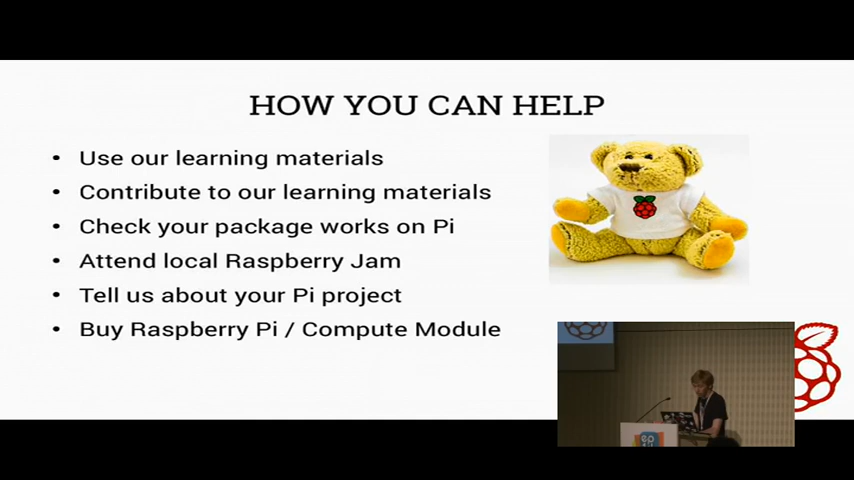 HOW YOU CAN HELP
• Use our learning materials
• Contribute to our learning materials
• Check your package works on Pi
• Attend local Raspberry Jam
• Tell us about your Pi project
• Buy Raspberry Pi / Compute Module